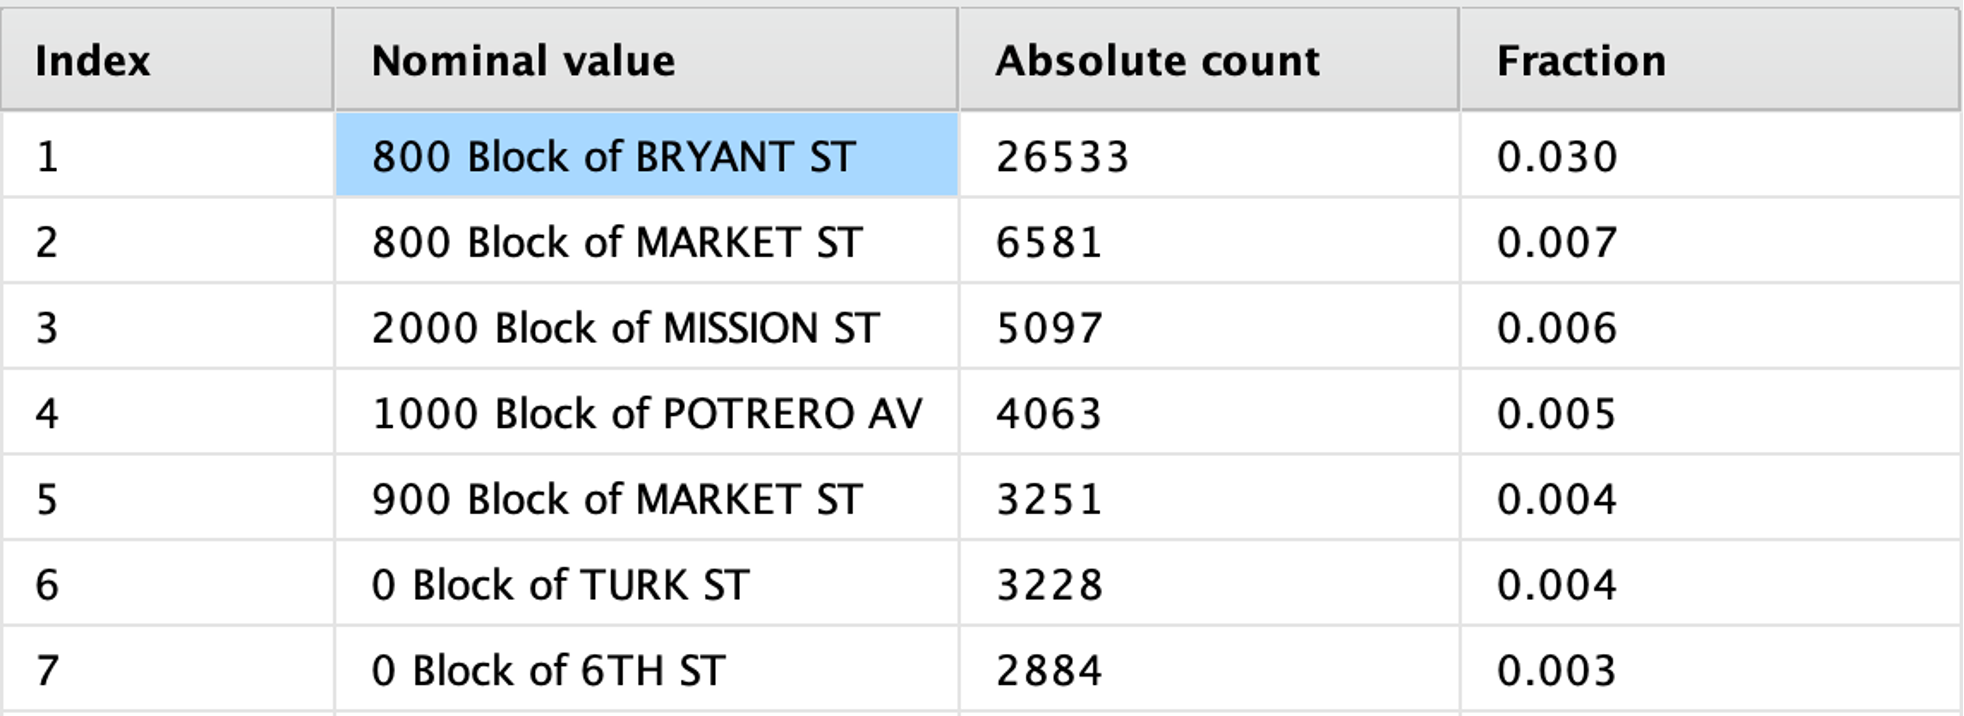 Index Nominal value Absolute count Fraction
1 800 Block of BRYANT ST 26533 0.030
2 800 Block of MARKET ST 6581 0.007
3 2000 Block of MISSION ST 5097 0.006
4 1000 Block of POTRERO AV 4063 0.005
5 900 Block of MARKET ST 3251 0.004
6 0 Block of TURK ST 3228 0.004
7 0 Block of 6TH ST 2884 0.003